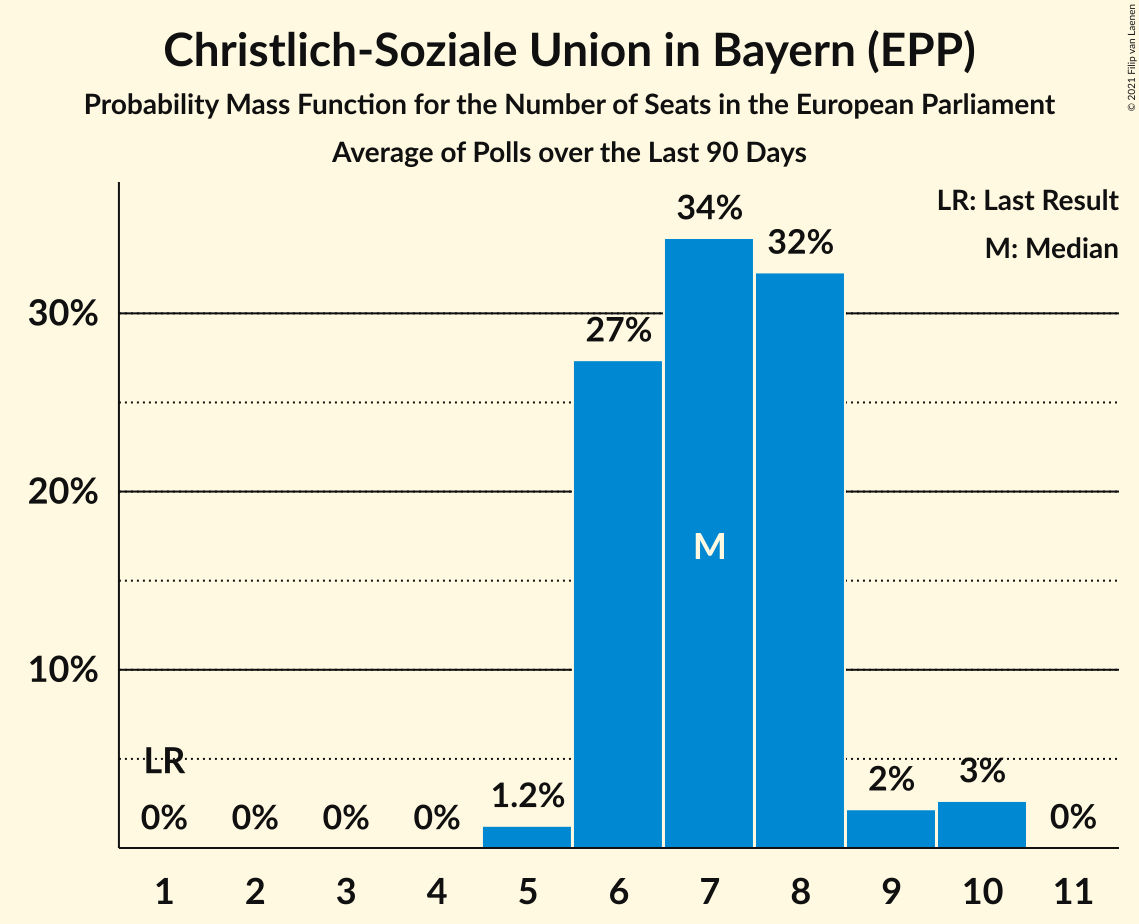 Christlich-Soziale Union in Bayern (EPP)
Probability Mass Function for the Number of Seats in the European Parliament
Average of Polls over the Last 90 Days
© 2021 Filip van Laenen
LR: Last Result
M: Median
34%
32%
30%
27%
20%
M
10%
LR
0% 0% 0% 0% 1.2% 2% 3% 0%
1 2 3 4 5 6 7 8 9 10 11